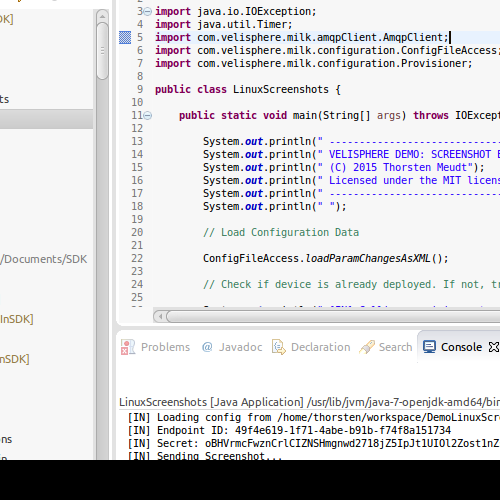 DK]
ts
/Documents/SDK
InSDK]
nSDK]
ons
3 import java.io.IOException;
4 import java.util.Timer;
5 import com.velisphere.milk.amqpClient.AmqpClient;
6 import com.velisphere.milk.configuration.ConfigFileAccess;
7 import com.velisphere.milk.configuration.Provisioner;
8
9 public class LinuxScreenshots {
10
11 public static void main(String[] args) throws IOExcept
12
13 System.out.println(" -----------------------------
14 System.out.println(" VELISPHERE DEMO: SCREENSHOT E
15 System.out.println(" (C) 2015 Thorsten Meudt");
16 System.out.println(" Licensed under the MIT licens
17 System.out.println(" -----------------------------
18 System.out.println(" ");
19
20 // Load Configuration Data
21
22 ConfigFileAccess.loadParamChangesAsXML();
23
24 // Check if device is already deployed. If not, tr
25
Problems @ Javadoc Declaration Search Console
LinuxScreenshots [Java Application] /usr/lib/jvm/java-7-openjdk-amd64/bin
[IN] Loading config from /home/thorsten/workspace/DemoLinuxScre
[IN] Endpoint ID: 49f4e619-1f71-4abe-b91b-f74f8a151734
[IN] Secret: oBHVrmcFwznCrlCIZNSHmgnwd2718jZ5IpJt1UIOl2Zost1nZ
[IN] Sending Screenshot...